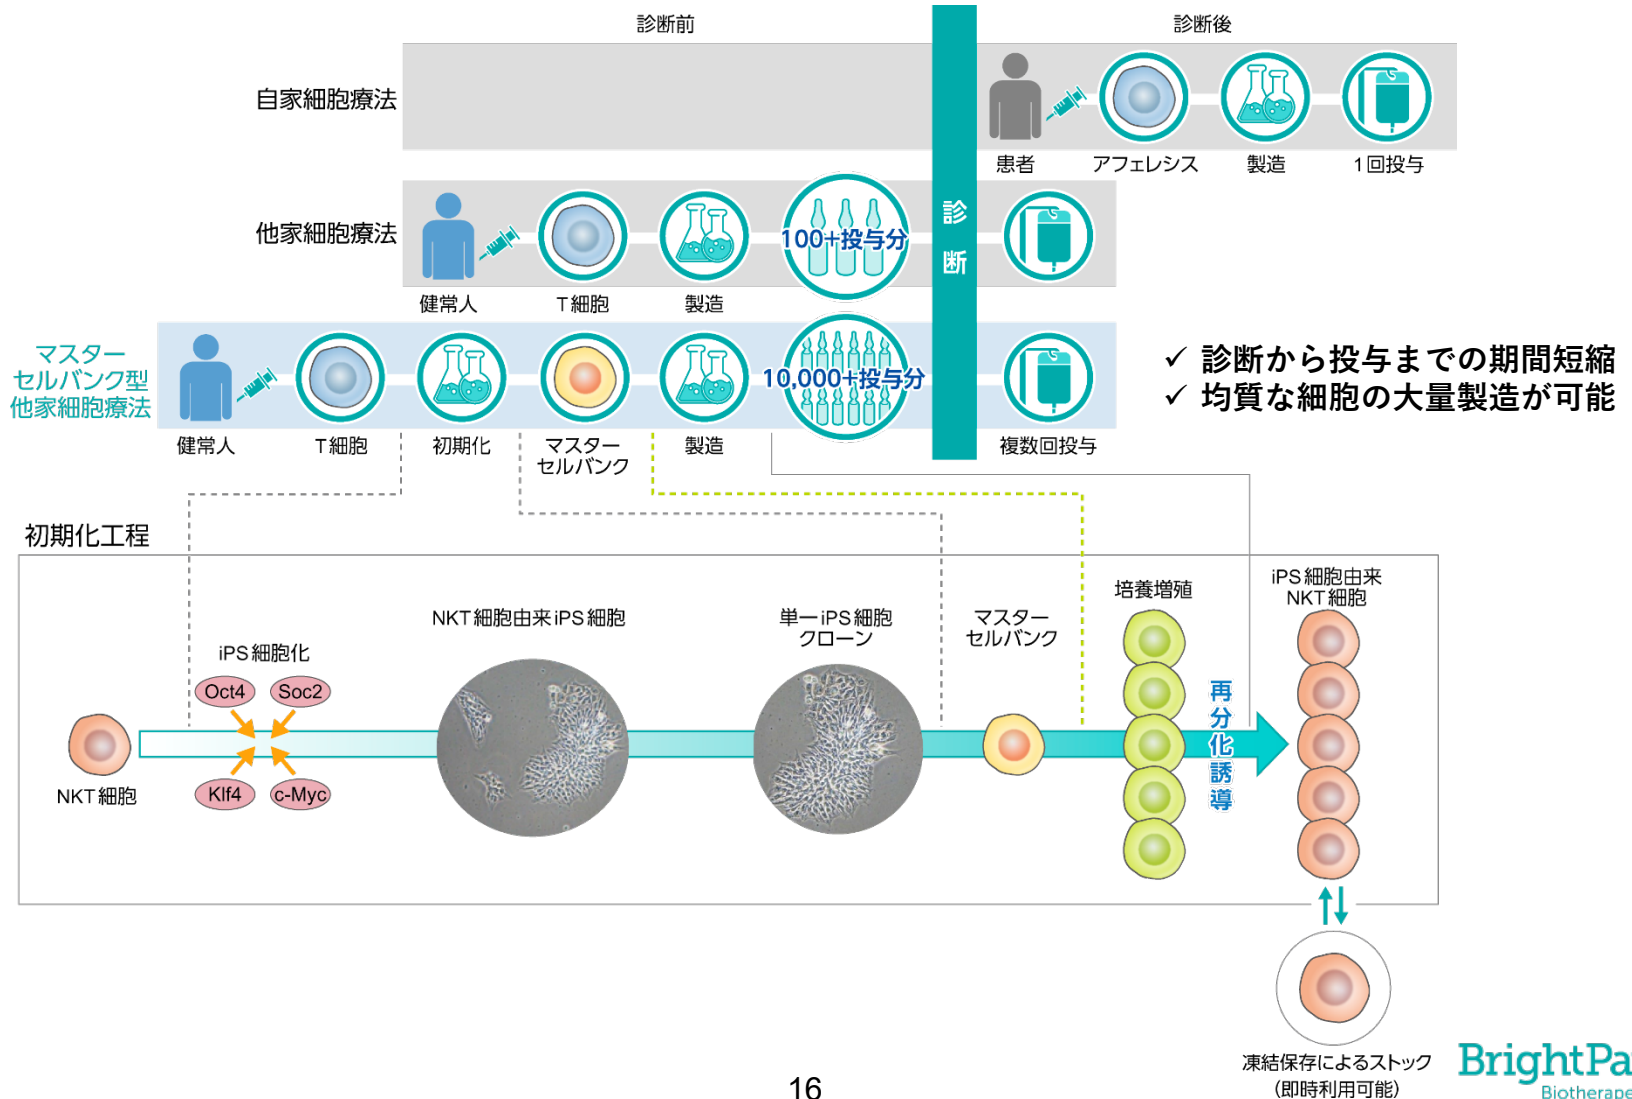 診断前
診断後
自家細胞療法
患者
アフェレシス
製造
1回投与
他家細胞療法
100+投与分
健常人
T細胞
製造
診断
マスター
セルバンク型
他家細胞療法
10,000+投与分
健常人
T細胞
初期化
マスター
セルバンク
製造
複数回投与
✓ 診断から投与までの期間短縮
✓ 均質な細胞の大量製造が可能
初期化工程
NKT細胞
iPS細胞化
Oct4
Soc2
Klf4
c-Myc
NKT細胞由来iPS細胞
単一iPS細胞
クローン
マスター
セルバンク
培養増殖
再分化誘導
iPS細胞由来
NKT細胞
凍結保存によるストック
(即時利用可能)
16
BrightPa
Biotherape